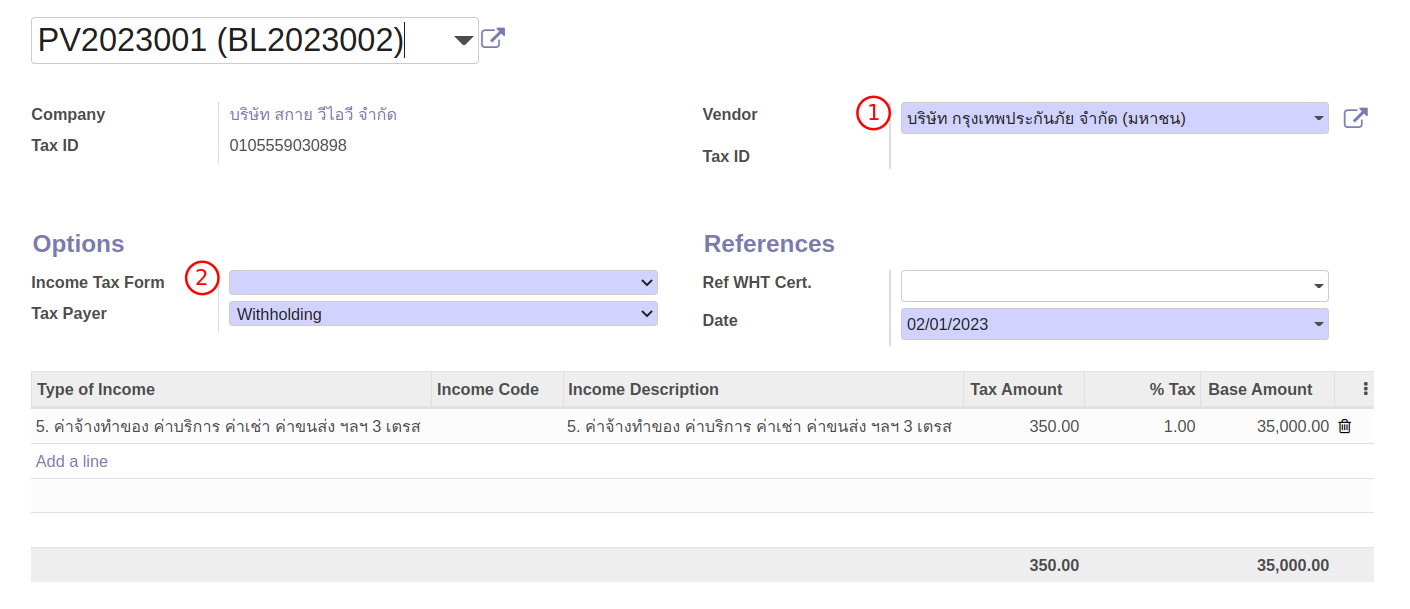 PV2023001 (BL2023002)
Company บริษัท สกาย วีไอวี จำกัด
Tax ID 0105559030898
Vendor 1 บริษัท กรุงเทพประกันภัย จำกัด (มหาชน)
Tax ID
Options
Income Tax Form 2
Tax Payer Withholding
References
Ref WHT Cert.
Date 02/01/2023
Type of Income Income Code Income Description Tax Amount % Tax Base Amount
5. ค่าจ้างทำของ ค่าบริการ ค่าเช่า ค่าขนส่ง ฯลฯ 3 เตรส 5. ค่าจ้างทำของ ค่าบริการ ค่าเช่า ค่าขนส่ง ฯลฯ 3 เตรส 350.00 1.00 35,000.00
Add a line
350.00 35,000.00